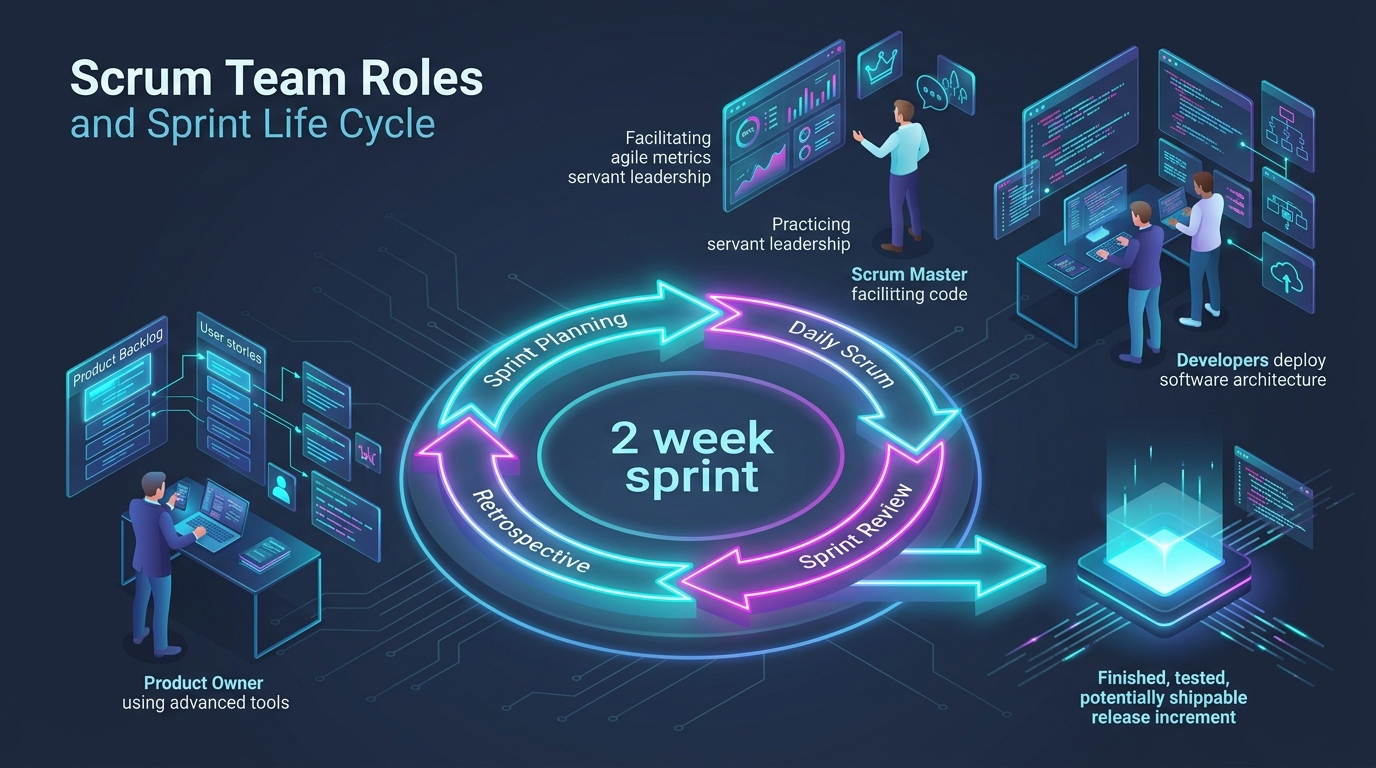 Scrum Team Roles
and Sprint Life Cycle
Facilitating
agile metrics
servant leadership
Practicing
servant leadership
Scrum Master
facilitting code
Developers deploy
software architecture
Product Backlog
User stories
Product Owner
using advanced tools
Sprint Planning
Daily Scrum
Sprint Review
Retrospective
2 week
sprint
Finished, tested,
potentially shippable
release increment